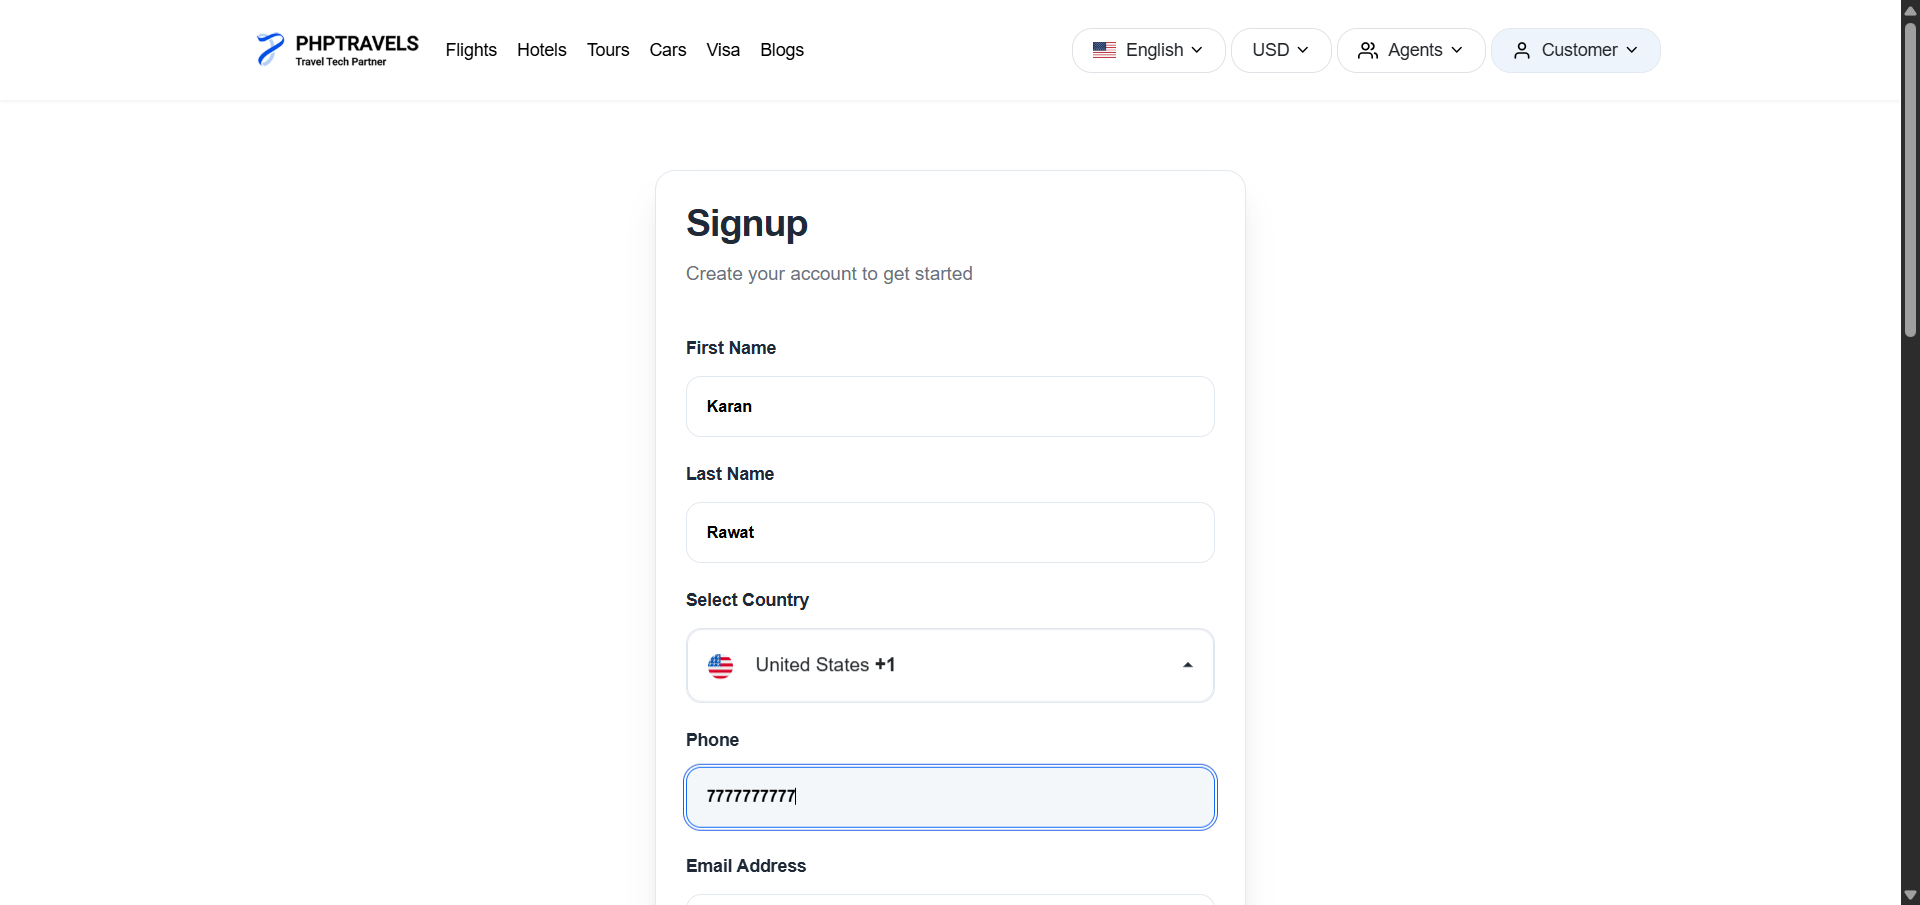 PHPTRAVELS
Travel Tech Partner
Flights Hotels Tours Cars Visa Blogs
English USD Agents Customer
Signup
Create your account to get started
First Name
Karan
Last Name
Rawat
Select Country
United States +1
Phone
7777777777
Email Address